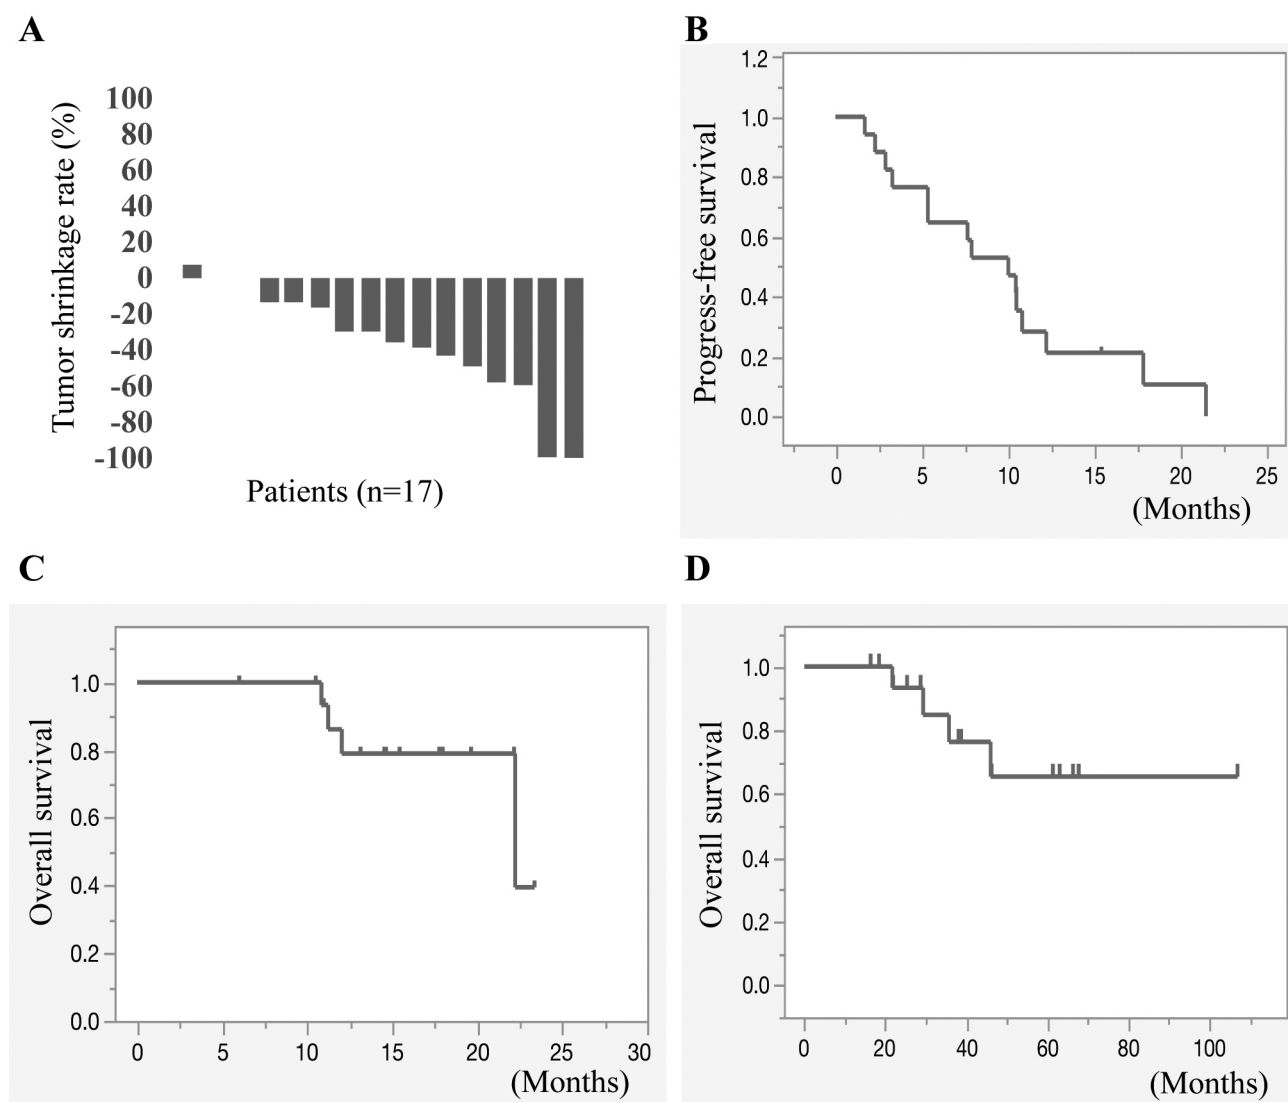 A
Tumor shrinkage rate (%)
100
80
60
40
20
0
-20
-40
-60
-80
-100
Patients (n=17)
B
Progress-free survival
1.2
1.0
0.8
0.6
0.4
0.2
0.0
0 5 10 15 20 25
(Months)
C
Overall survival
1.0
0.8
0.6
0.4
0.2
0.0
0 5 10 15 20 25 30
(Months)
D
Overall survival
1.0
0.8
0.6
0.4
0.2
0.0
0 20 40 60 80 100
(Months)